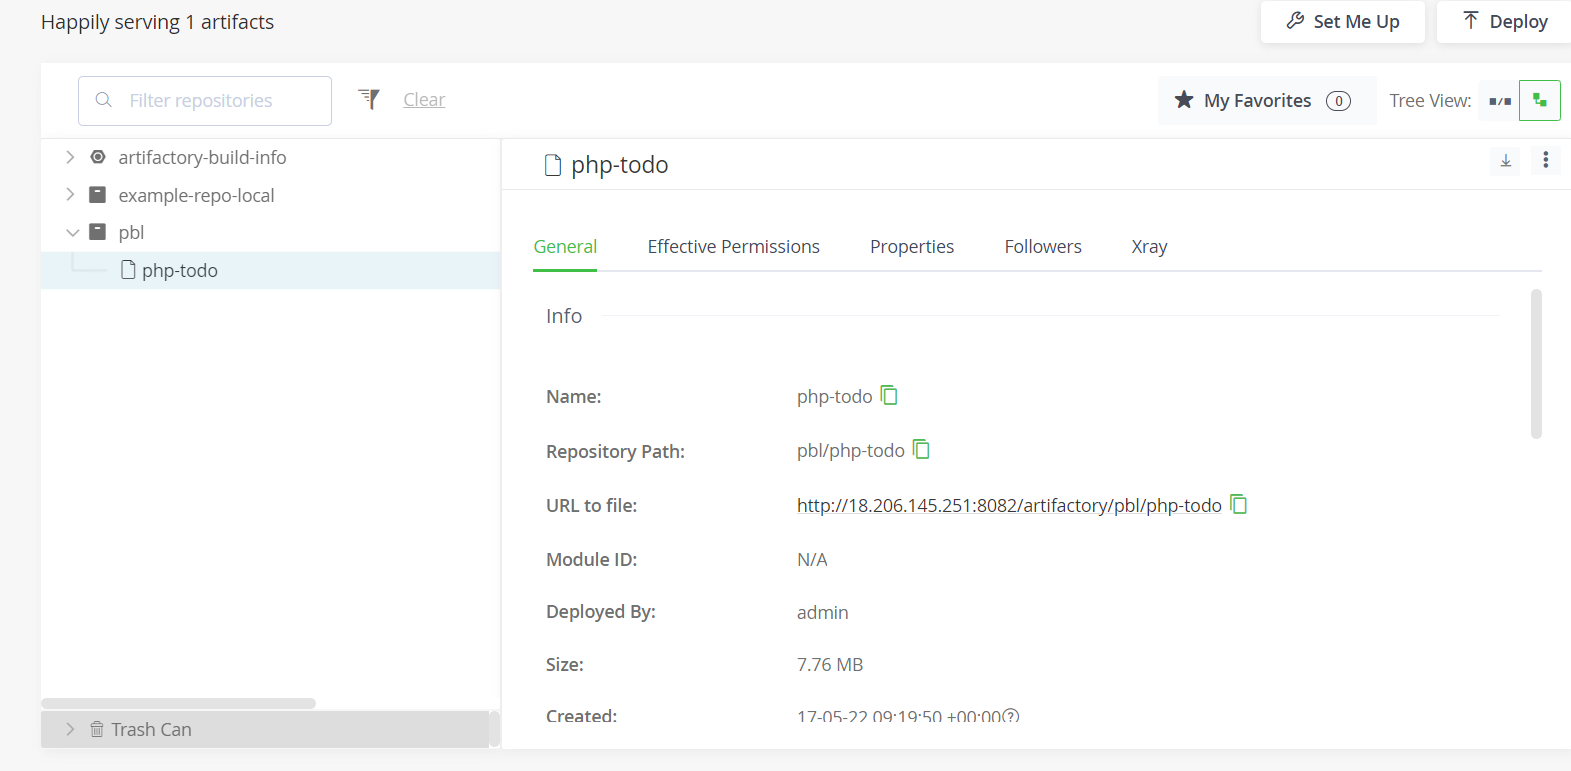 Happily serving 1 artifacts
Set Me Up
Deploy
Filter repositories
Clear
My Favorites 0
Tree View:
artifactory-build-info
example-repo-local
pbl
php-todo
Trash Can
php-todo
General Effective Permissions Properties Followers Xray
Info
Name: php-todo
Repository Path: pbl/php-todo
URL to file: http://18.206.145.251:8082/artifactory/pbl/php-todo
Module ID: N/A
Deployed By: admin
Size: 7.76 MB
Created: 17-05-22 09:19:50 +00:00